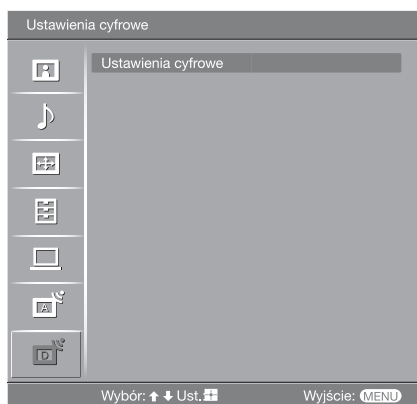 Ustawienia cyfrowe
Ustawienia cyfrowe
A
D
Wybór: ↑ ↓ Ust. Wyjście: MENU